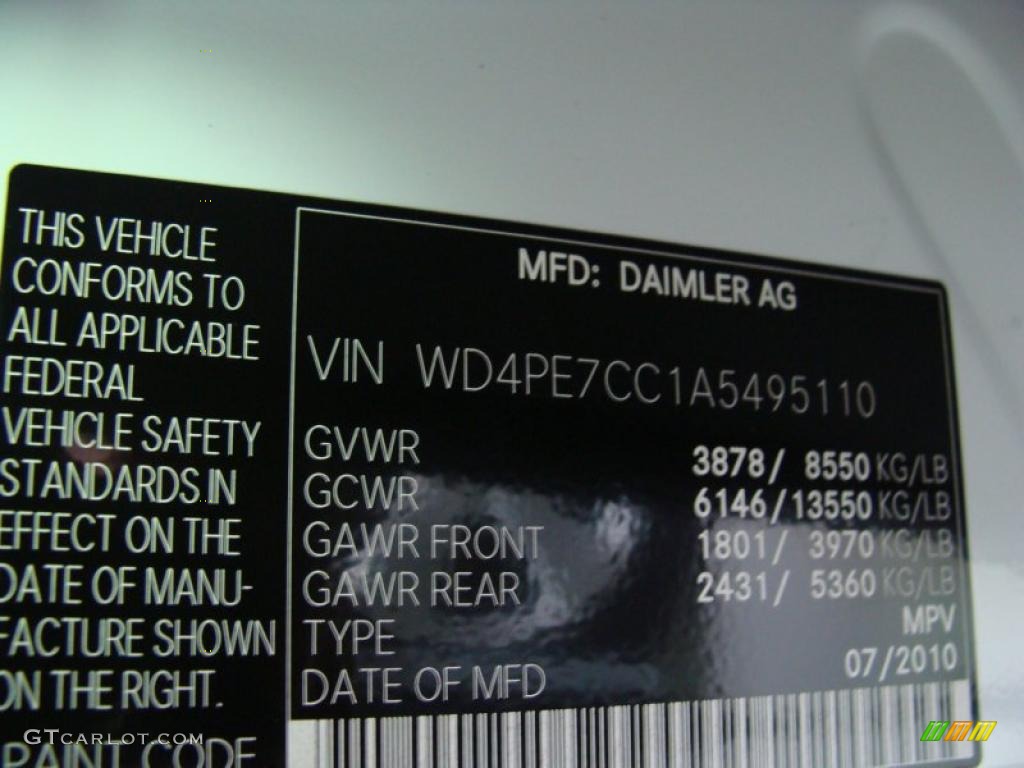 THIS VEHICLE
CONFORMS TO
ALL APPLICABLE
FEDERAL
VEHICLE SAFETY
STANDARDS IN
EFFECT ON THE
DATE OF MANU-
FACTURE SHOWN
ON THE RIGHT.
PAINT CODE
MFD: DAIMLER AG
VIN WD4PE7CC1A5495110
GVWR 3878/ 8550 KG/LB
GCWR 6146/13550 KG/LB
GAWR FRONT 1801/ 3970 KG/LB
GAWR REAR 2431/ 5360 KG/LB
TYPE MPV
DATE OF MFD 07/2010
GTCARLOT.COM